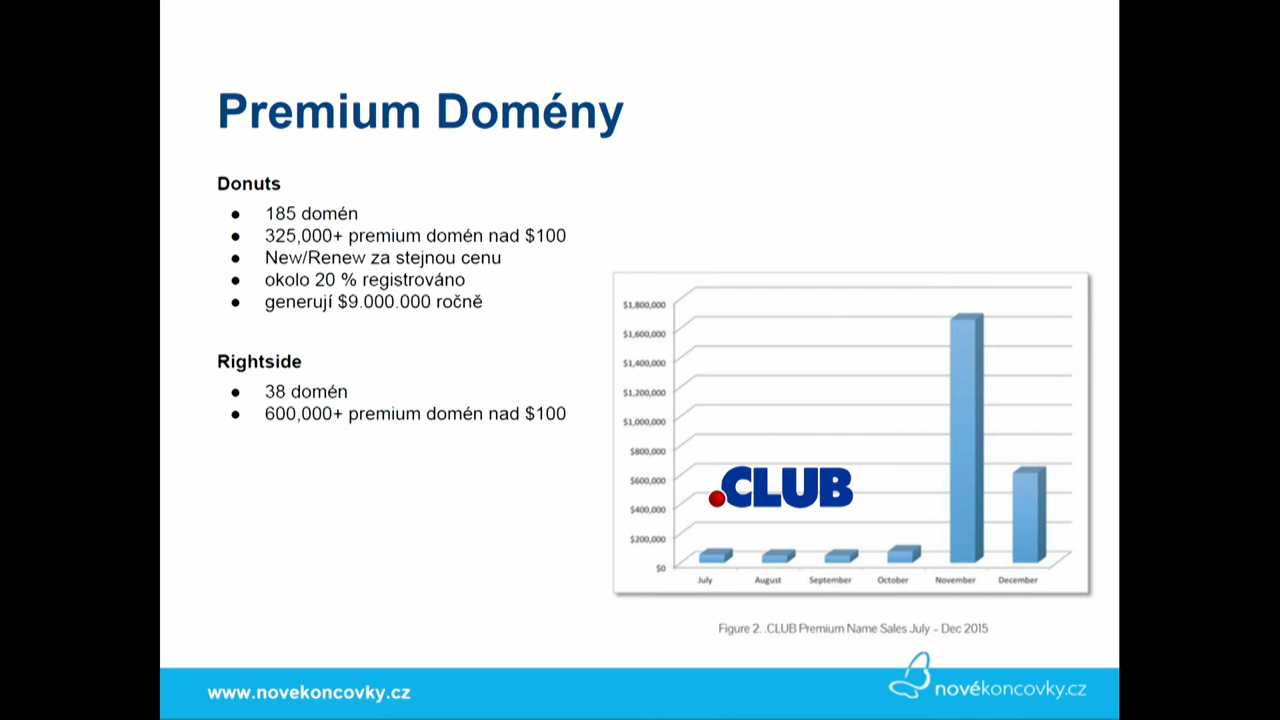 Premium Domény
Donuts
● 185 domén
● 325,000+ premium domén nad $100
● New/Renew za stejnou cenu
● okolo 20 % registrováno
● generují $9.000.000 ročně
Rightside
● 38 domén
● 600,000+ premium domén nad $100
$1,800,000
$1,600,000
$1,400,000
$1,200,000
$1,000,000
$800,000
$600,000
$400,000
$200,000
$0
.CLUB
July August September October November December
Figure 2. .CLUB Premium Name Sales July – Dec 2015
www.novekoncovky.cz
novékoncovky.cz